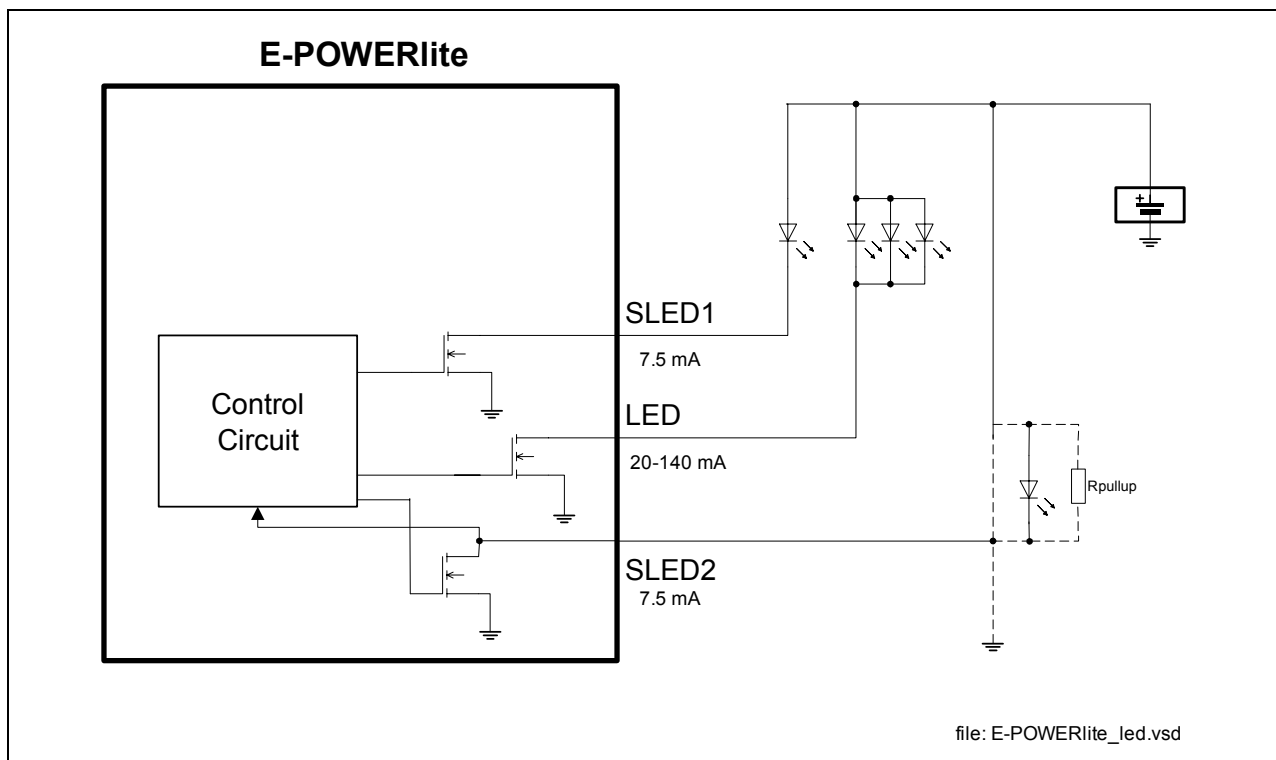 E-POWERlite
+
SLED1
7.5 mA
Control
Circuit
LED
20-140 mA
Rpullup
SLED2
7.5 mA
file: E-POWERlite_led.vsd